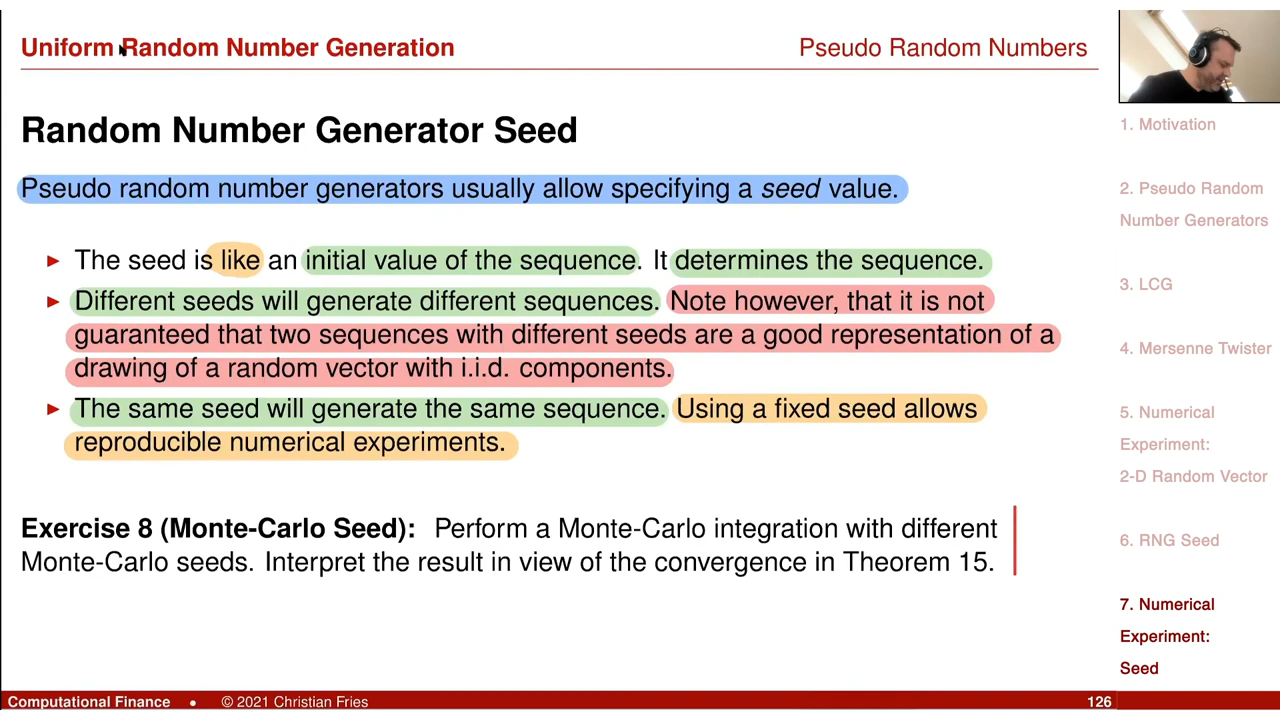 Uniform Random Number Generation
Pseudo Random Numbers
Random Number Generator Seed
Pseudo random number generators usually allow specifying a seed value.
► The seed is like an initial value of the sequence. It determines the sequence.
► Different seeds will generate different sequences. Note however, that it is not
guaranteed that two sequences with different seeds are a good representation of a
drawing of a random vector with i.i.d. components.
► The same seed will generate the same sequence. Using a fixed seed allows
reproducible numerical experiments.
Exercise 8 (Monte-Carlo Seed): Perform a Monte-Carlo integration with different
Monte-Carlo seeds. Interpret the result in view of the convergence in Theorem 15.
1. Motivation
2. Pseudo Random
Number Generators
3. LCG
4. Mersenne Twister
5. Numerical
Experiment:
2-D Random Vector
6. RNG Seed
7. Numerical
Experiment:
Seed
Computational Finance • © 2021 Christian Fries
126